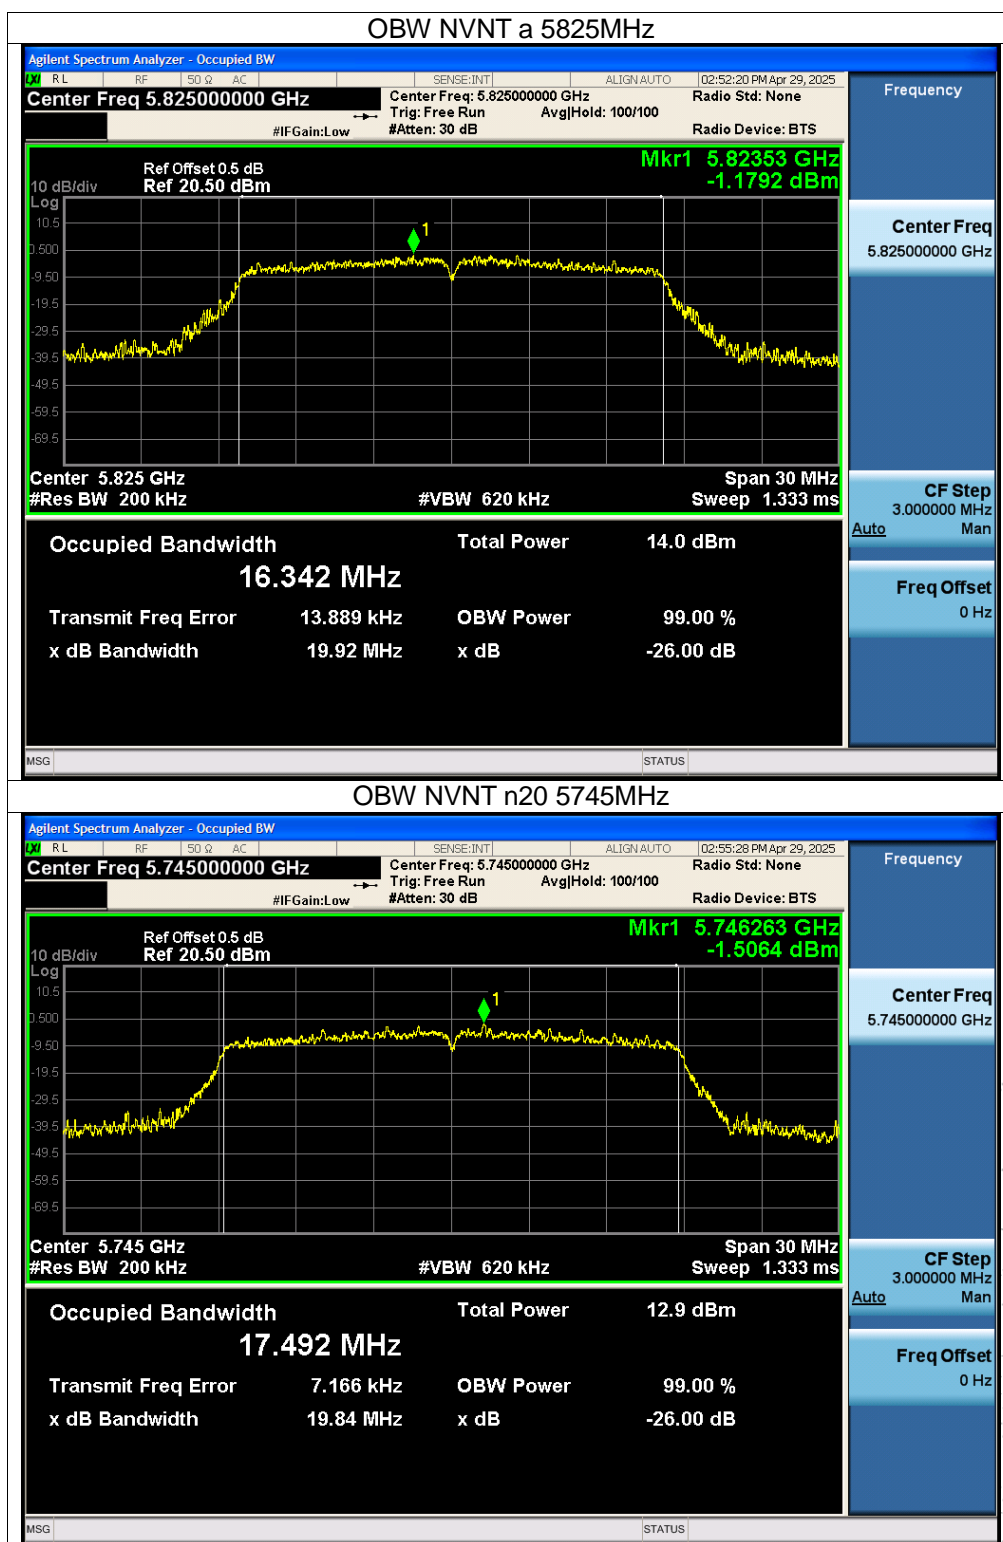 OBW NVNT a 5825MHz
Agilent Spectrum Analyzer - Occupied BW
LXI RL RF 50 Ω AC SENSE:INT ALIGN AUTO 02:52:20 PM Apr 29, 2025
Center Freq 5.825000000 GHz Center Freq: 5.825000000 GHz Radio Std: None Frequency
Trig: Free Run Avg|Hold: 100/100
#IFGain:Low #Atten: 30 dB Radio Device: BTS
Mkr1 5.82353 GHz
Ref Offset 0.5 dB
10 dB/div Ref 20.50 dBm -1.1792 dBm
Log
10.5
0.500
-9.50
-19.5
-29.5
-39.5
-49.5
-59.5
-69.5
1
Center Freq
5.825000000 GHz
Center 5.825 GHz Span 30 MHz
#Res BW 200 kHz #VBW 620 kHz Sweep 1.333 ms
CF Step
3.000000 MHz
Auto Man
Occupied Bandwidth Total Power 14.0 dBm
16.342 MHz
Freq Offset
0 Hz
Transmit Freq Error 13.889 kHz OBW Power 99.00 %
x dB Bandwidth 19.92 MHz x dB -26.00 dB
MSG STATUS
OBW NVNT n20 5745MHz
Agilent Spectrum Analyzer - Occupied BW
LXI RL RF 50 Ω AC SENSE:INT ALIGN AUTO 02:55:28 PM Apr 29, 2025
Center Freq 5.745000000 GHz Center Freq: 5.745000000 GHz Radio Std: None Frequency
Trig: Free Run Avg|Hold: 100/100
#IFGain:Low #Atten: 30 dB Radio Device: BTS
Mkr1 5.746263 GHz
Ref Offset 0.5 dB
10 dB/div Ref 20.50 dBm -1.5064 dBm
Log
10.5
0.500
-9.50
-19.5
-29.5
-39.5
-49.5
-59.5
-69.5
1
Center Freq
5.745000000 GHz
Center 5.745 GHz Span 30 MHz
#Res BW 200 kHz #VBW 620 kHz Sweep 1.333 ms
CF Step
3.000000 MHz
Auto Man
Occupied Bandwidth Total Power 12.9 dBm
17.492 MHz
Freq Offset
0 Hz
Transmit Freq Error 7.166 kHz OBW Power 99.00 %
x dB Bandwidth 19.84 MHz x dB -26.00 dB
MSG STATUS